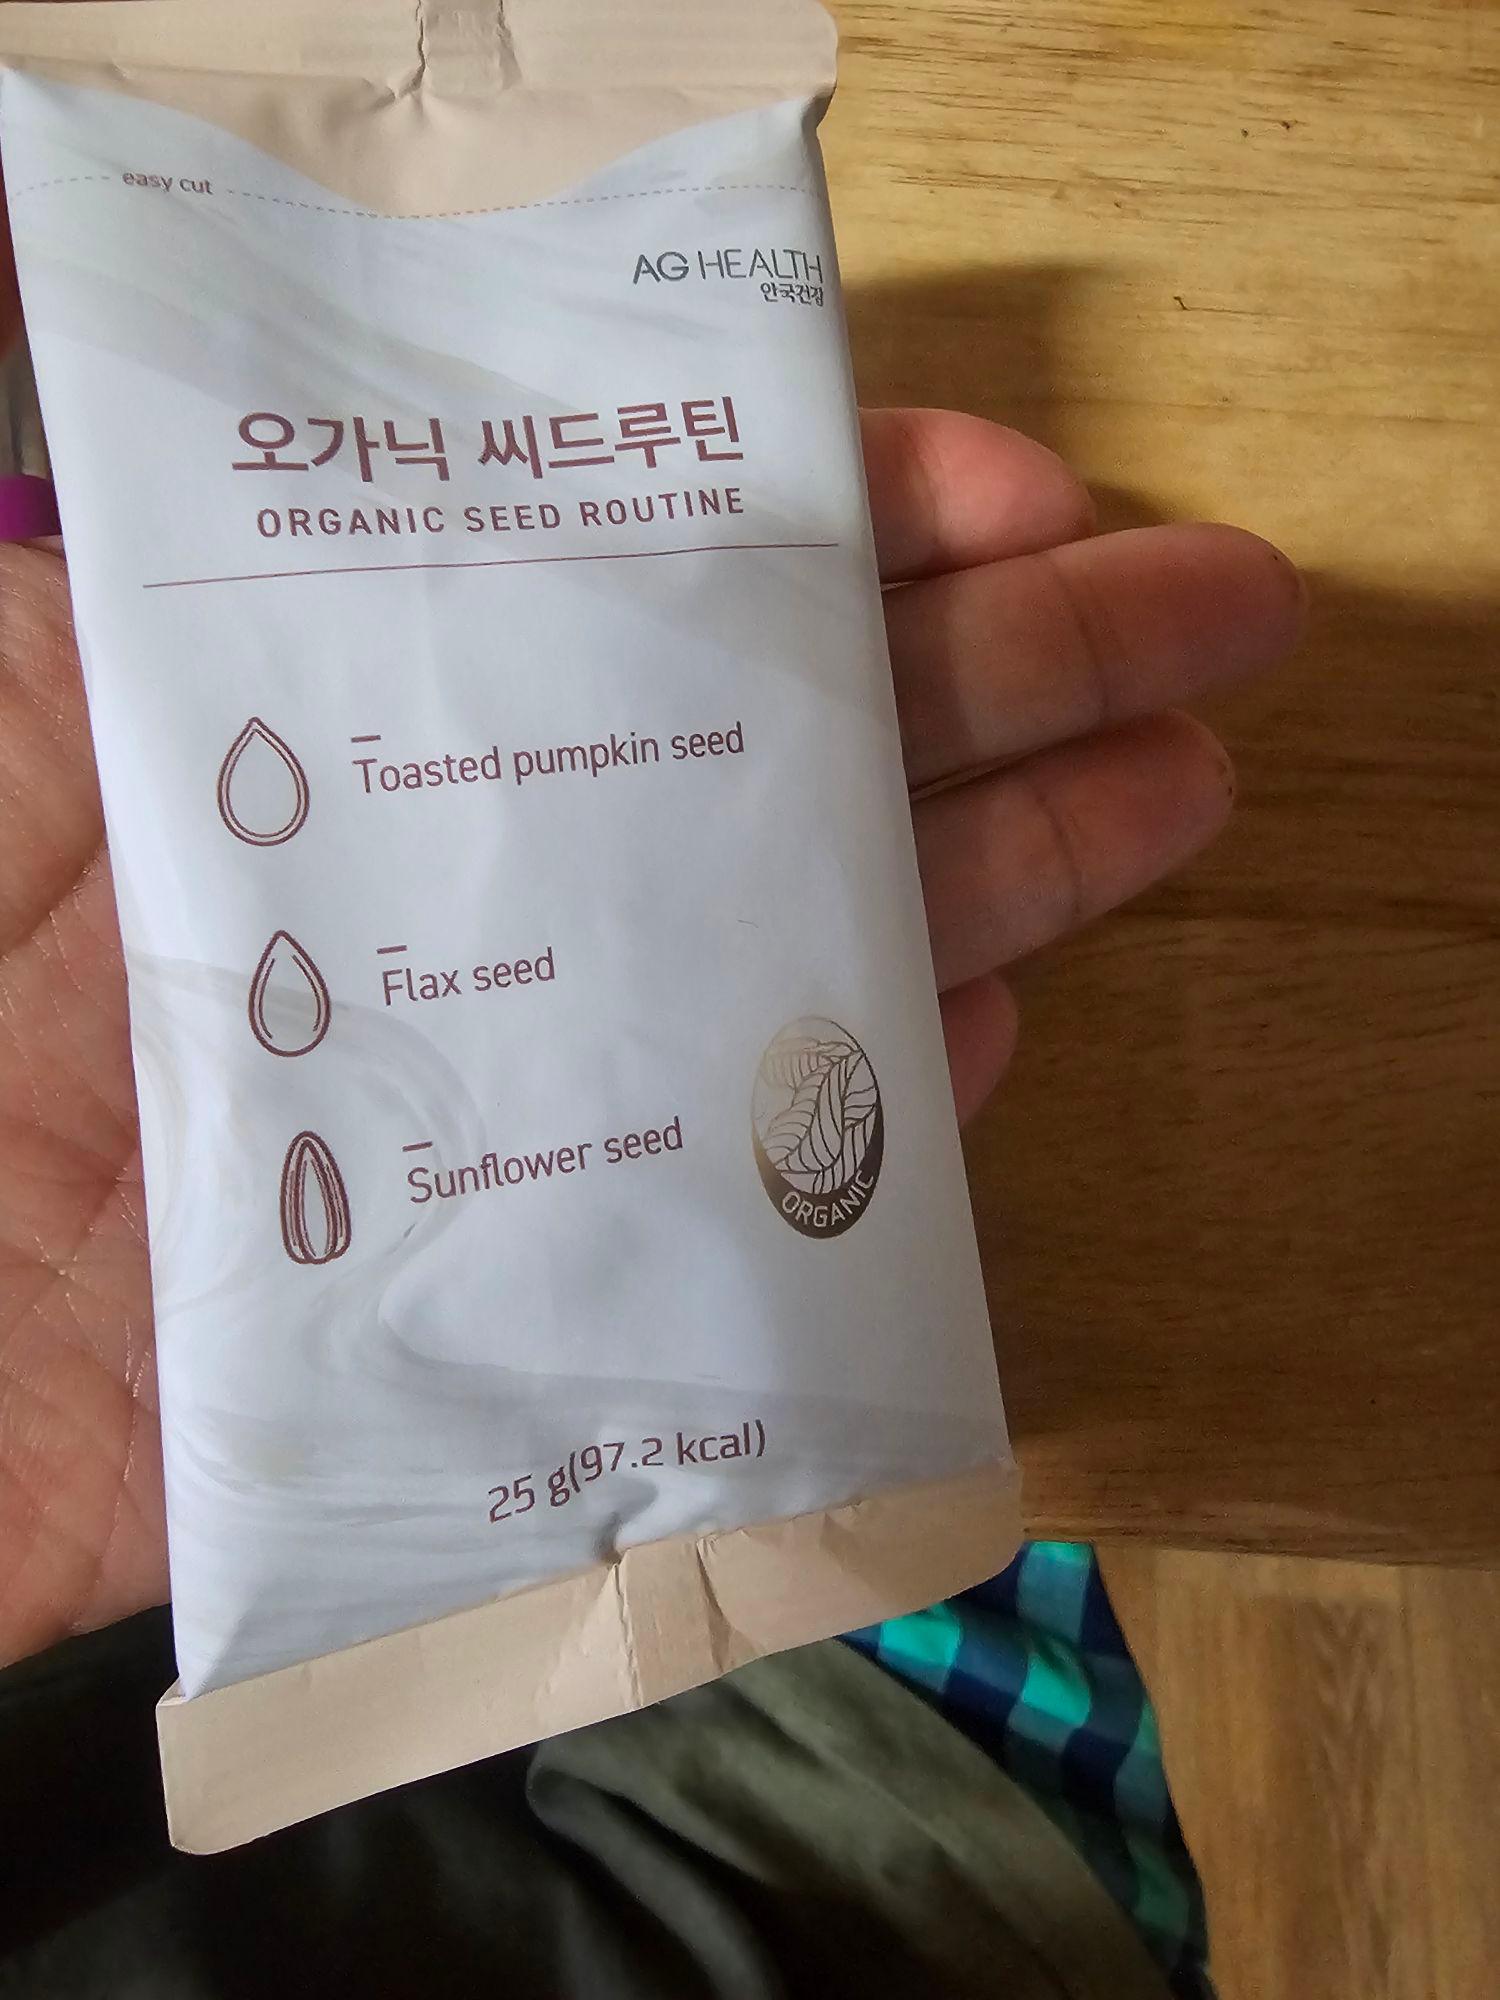 easy cut
AG HEALTH
안국건강
오가닉 씨드루틴
ORGANIC SEED ROUTINE
Toasted pumpkin seed
Flax seed
Sunflower seed
ORGANIC
25 g(97.2 kcal)